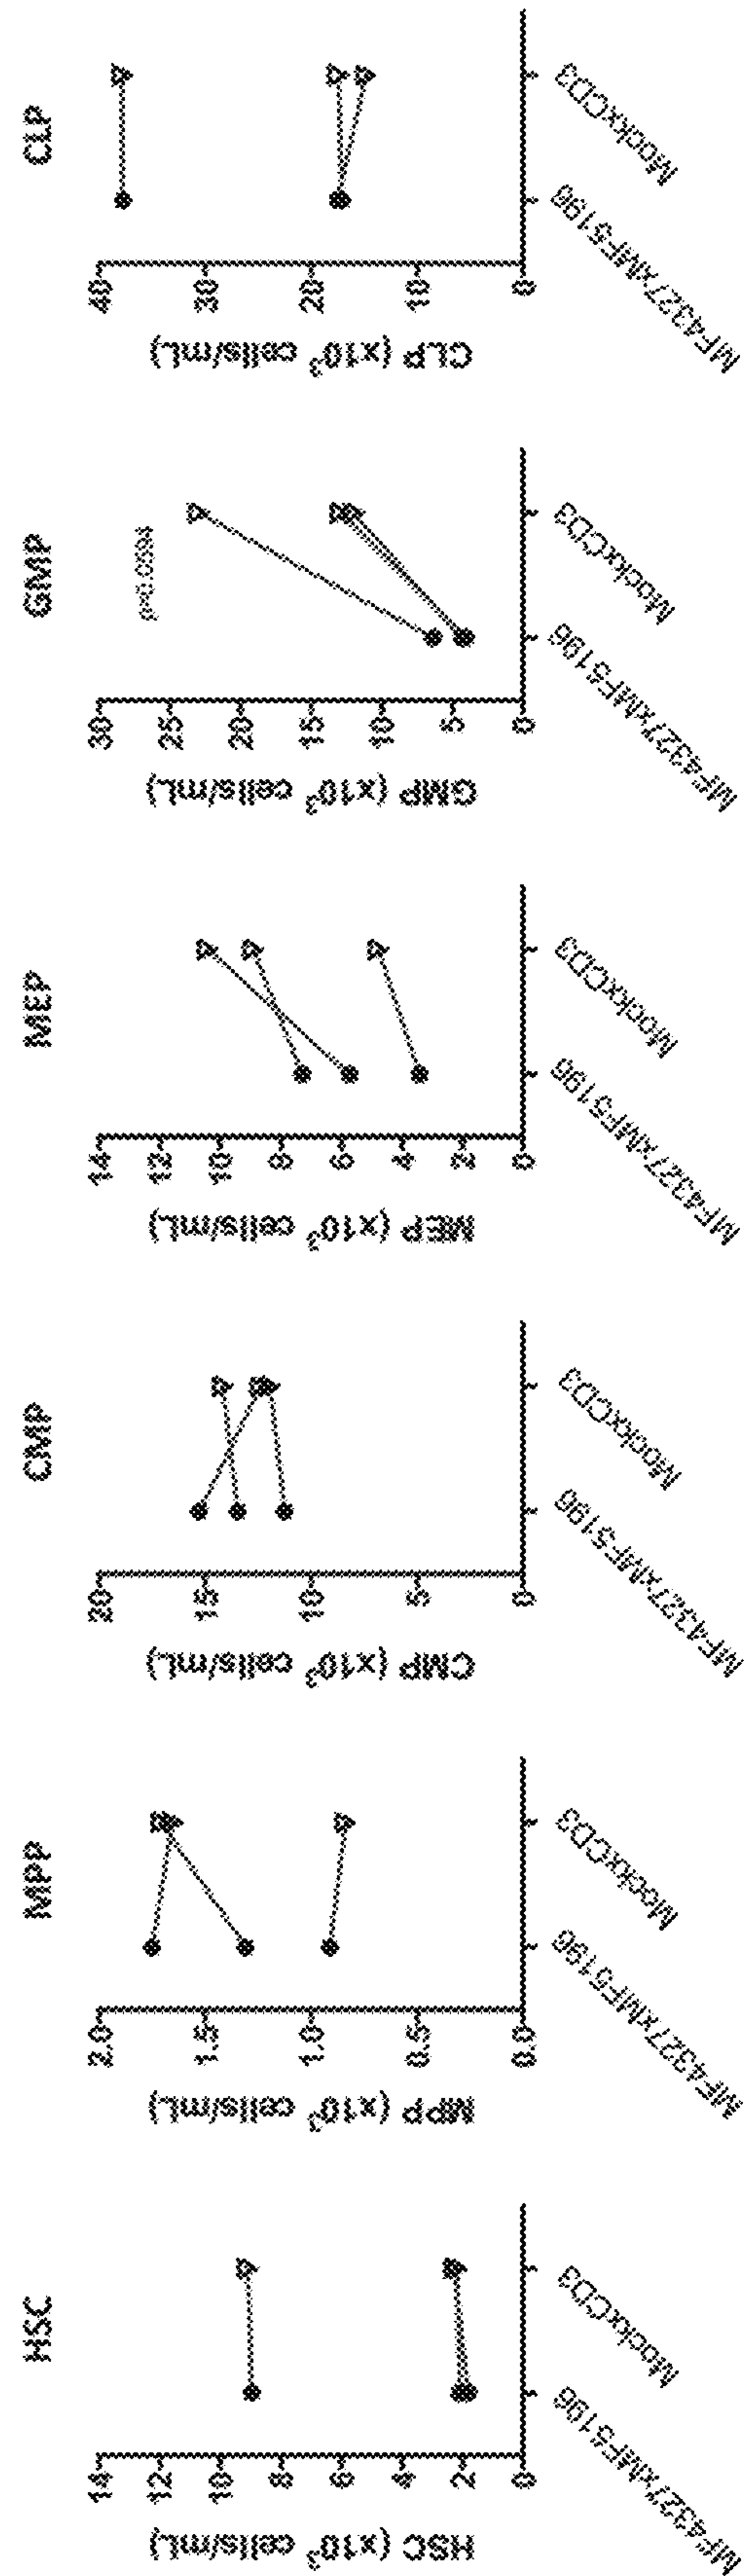 HSC
HSC (x10³ cells/mL)
14
12
10
8
6
4
2
0
MF4327xMF5196
MockxCD3
MPP
MPP (x10³ cells/mL)
2.0
1.5
1.0
0.5
0.0
MF4327xMF5196
MockxCD3
CMP
CMP (x10³ cells/mL)
20
15
10
5
0
MF4327xMF5196
MockxCD3
MEP
MEP (x10³ cells/mL)
14
12
10
8
6
4
2
0
MF4327xMF5196
MockxCD3
GMP
GMP (x10³ cells/mL)
30
25
20
15
10
5
0
p=0.0594
MF4327xMF5196
MockxCD3
CLP
CLP (x10³ cells/mL)
40
30
20
10
0
MF4327xMF5196
MockxCD3